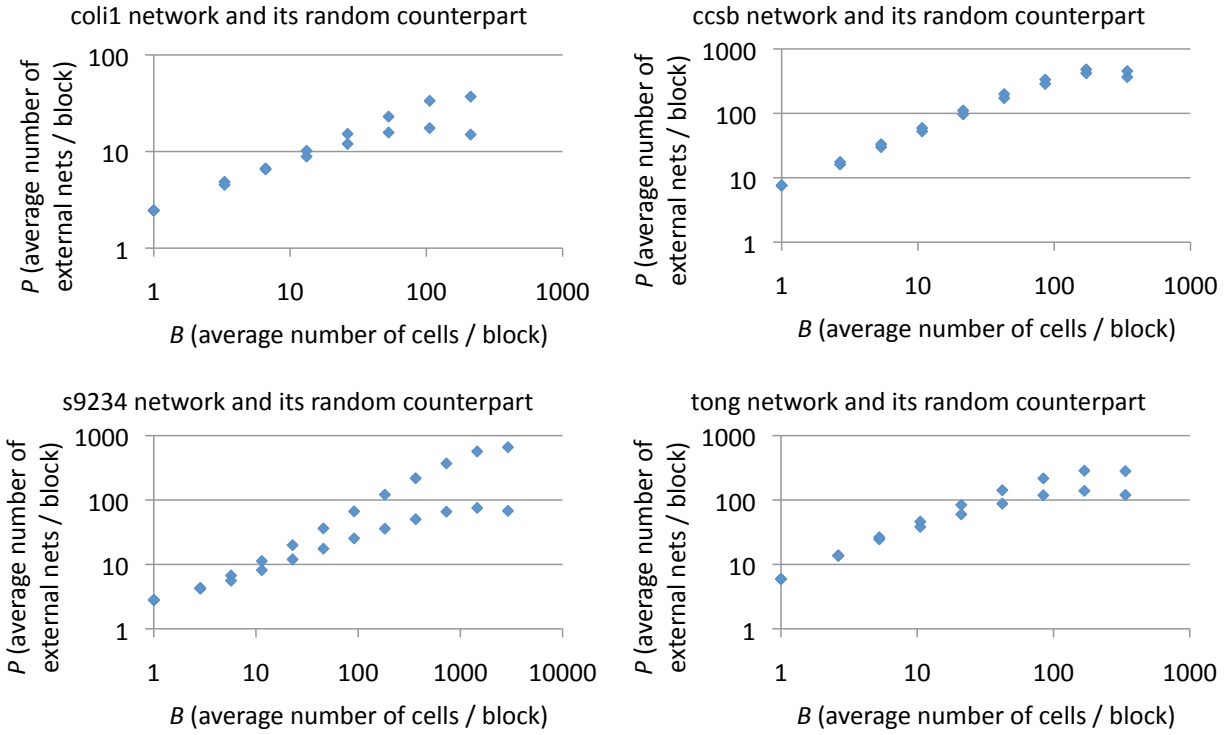 coli1 network and its random counterpart
P (average number of
external nets / block)
100
10
1
1 10 100 1000
B (average number of cells / block)
ccsb network and its random counterpart
P (average number of
external nets / block)
1000
100
10
1
1 10 100 1000
B (average number of cells / block)
s9234 network and its random counterpart
P (average number of
external nets / block)
1000
100
10
1
1 10 100 1000 10000
B (average number of cells / block)
tong network and its random counterpart
P (average number of
external nets / block)
1000
100
10
1
1 10 100 1000
B (average number of cells / block)